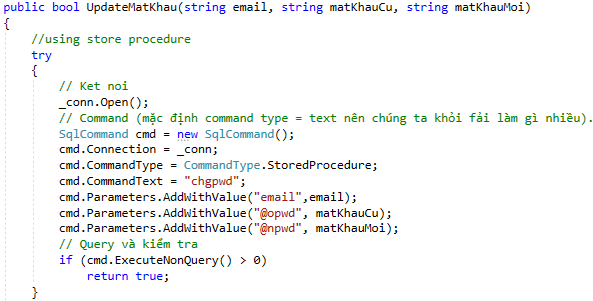 public bool UpdateMatKhau(string email, string matKhauCu, string matKhauMoi)
{
//using store procedure
try
{
// Ket noi
_conn.Open();
// Command (mặc định command type = text nên chúng ta khỏi fải làm gì nhiều).
SqlCommand cmd = new SqlCommand();
cmd.Connection = _conn;
cmd.CommandType = CommandType.StoredProcedure;
cmd.CommandText = "chgpwd";
cmd.Parameters.AddWithValue("email",email);
cmd.Parameters.AddWithValue("@opwd", matKhauCu);
cmd.Parameters.AddWithValue("@npwd", matKhauMoi);
// Query và kiểm tra
if (cmd.ExecuteNonQuery() > 0)
return true;
}